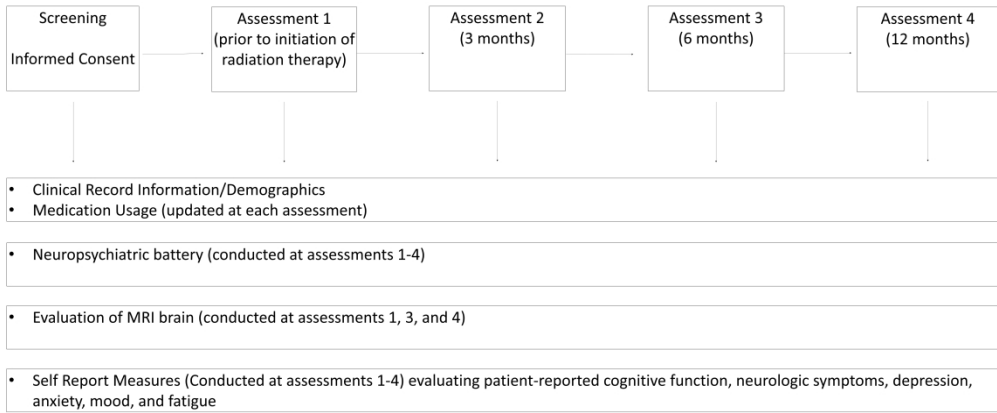 Screening
Informed Consent
Assessment 1
(prior to initiation of
radiation therapy)
Assessment 2
(3 months)
Assessment 3
(6 months)
Assessment 4
(12 months)
• Clinical Record Information/Demographics
• Medication Usage (updated at each assessment)
• Neuropsychiatric battery (conducted at assessments 1-4)
• Evaluation of MRI brain (conducted at assessments 1, 3, and 4)
• Self Report Measures (Conducted at assessments 1-4) evaluating patient-reported cognitive function, neurologic symptoms, depression,
anxiety, mood, and fatigue